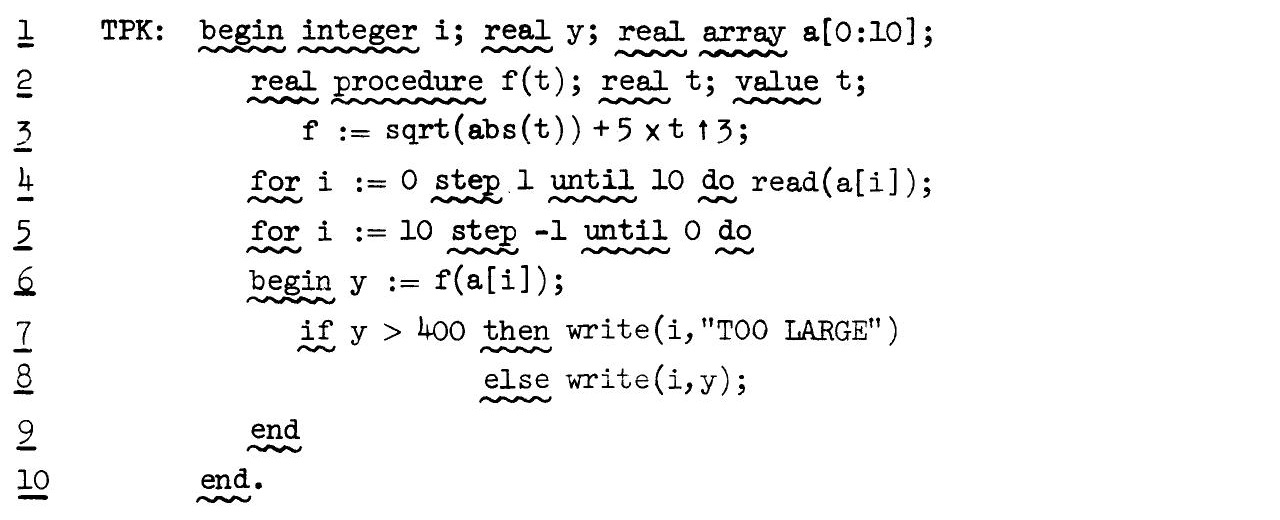 1 TPK: begin integer i; real y; real array a[0:10];
2 real procedure f(t); real t; value t;
3 f := sqrt(abs(t)) + 5 × t ↑ 3;
4 for i := 0 step 1 until 10 do read(a[i]);
5 for i := 10 step -1 until 0 do
6 begin y := f(a[i]);
7 if y > 400 then write(i,"TOO LARGE")
8 else write(i,y);
9 end
10 end.